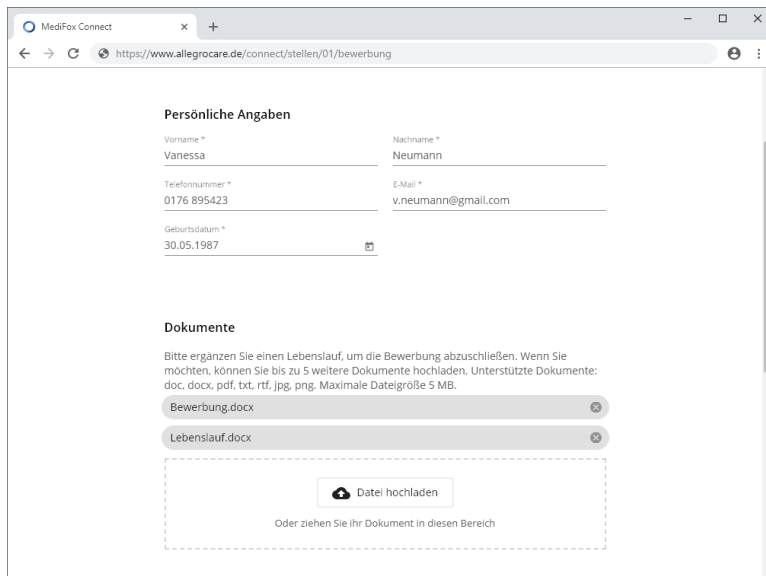 MediFox Connect
https://www.allegrocare.de/connect/stellen/01/bewerbung
Persönliche Angaben
Vorname *
Vanessa
Nachname *
Neumann
Telefonnummer *
0176 895423
E-Mail *
v.neumann@gmail.com
Geburtsdatum *
30.05.1987
Dokumente
Bitte ergänzen Sie einen Lebenslauf, um die Bewerbung abzuschließen. Wenn Sie
möchten, können Sie bis zu 5 weitere Dokumente hochladen. Unterstützte Dokumente:
doc, docx, pdf, txt, rtf, jpg, png. Maximale Dateigröße 5 MB.
Bewerbung.docx
Lebenslauf.docx
Datei hochladen
Oder ziehen Sie ihr Dokument in diesen Bereich